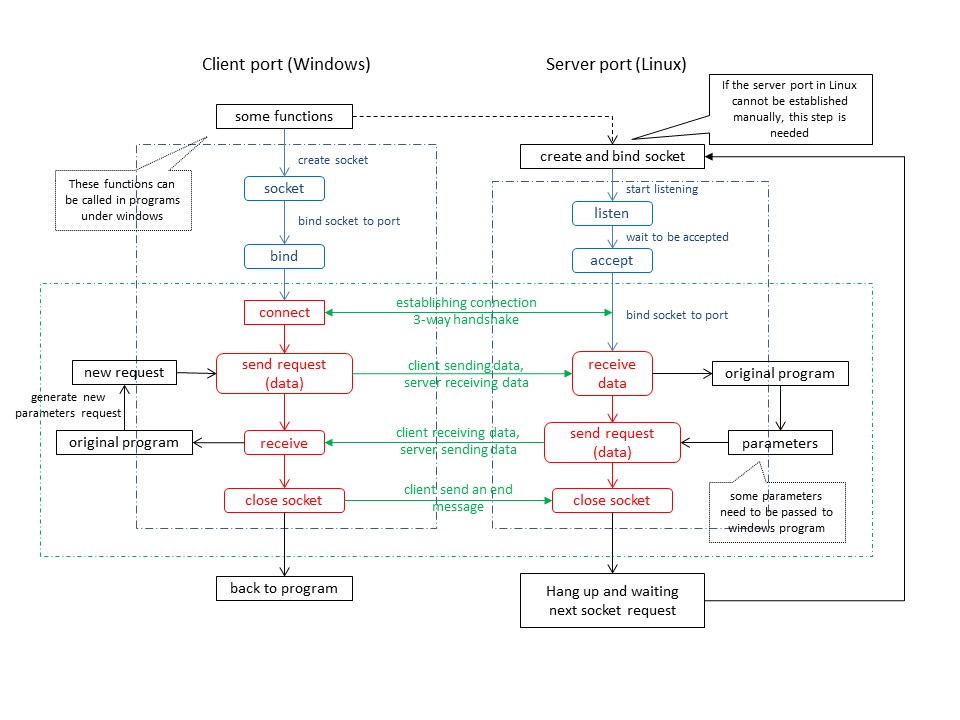 Client port (Windows)
Server port (Linux)
If the server port in Linux
cannot be established
manually, this step is
needed
some functions
create and bind socket
create socket
These functions can
be called in programs
under windows
socket
start listening
listen
bind socket to port
wait to be accepted
bind
accept
establishing connection
3-way handshake
connect
bind socket to port
new request
send request
(data)
client sending data,
server receiving data
receive
data
original program
generate new
parameters request
original program
receive
client receiving data,
server sending data
send request
(data)
parameters
close socket
client send an end
message
close socket
some parameters
need to be passed to
windows program
back to program
Hang up and waiting
next socket request